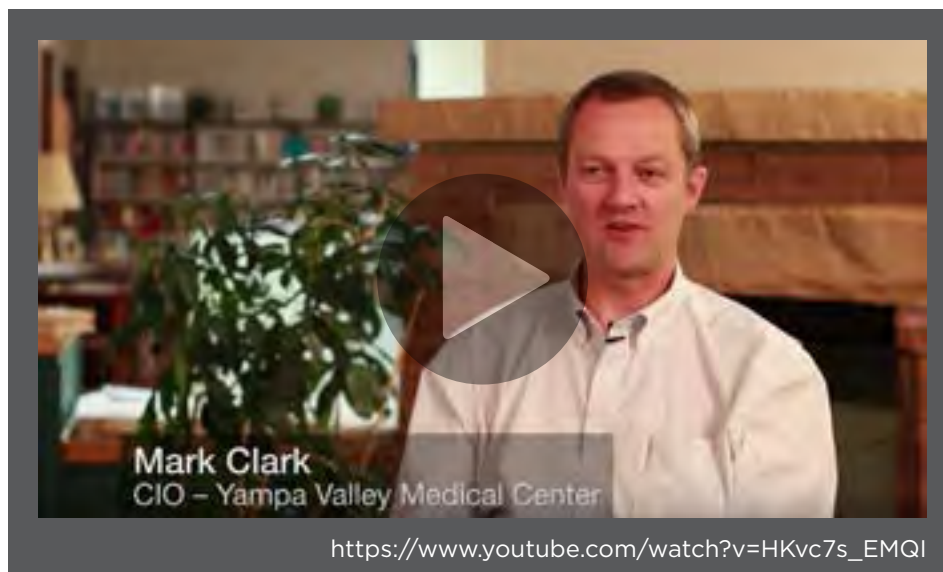 Mark Clark
CIO – Yampa Valley Medical Center
https://www.youtube.com/watch?v=HKvc7s_EMQI